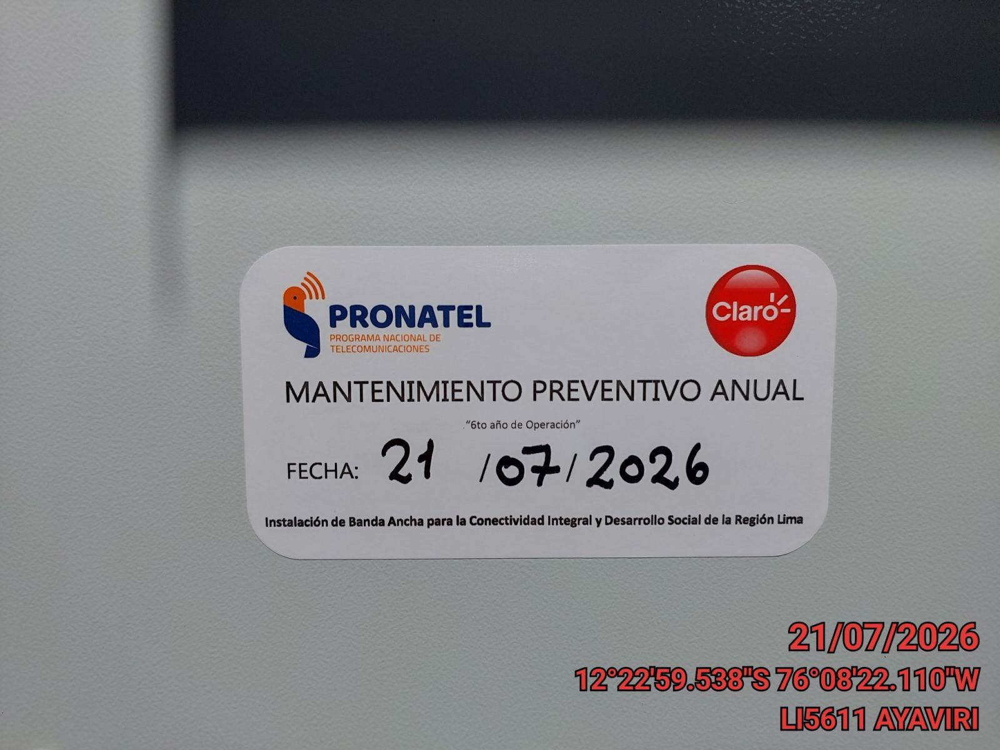 PRONATEL
PROGRAMA NACIONAL DE
TELECOMUNICACIONES
Claro
MANTENIMIENTO PREVENTIVO ANUAL
."6to año de Operación"
FECHA: 21 /07/2026
Instalación de Banda Ancha para la Conectividad Integral y Desarrollo Social de la Región Lima
21/07/2026
12°22'59.538"S 76°08'22.110"W
LI5611 AYAVIRI